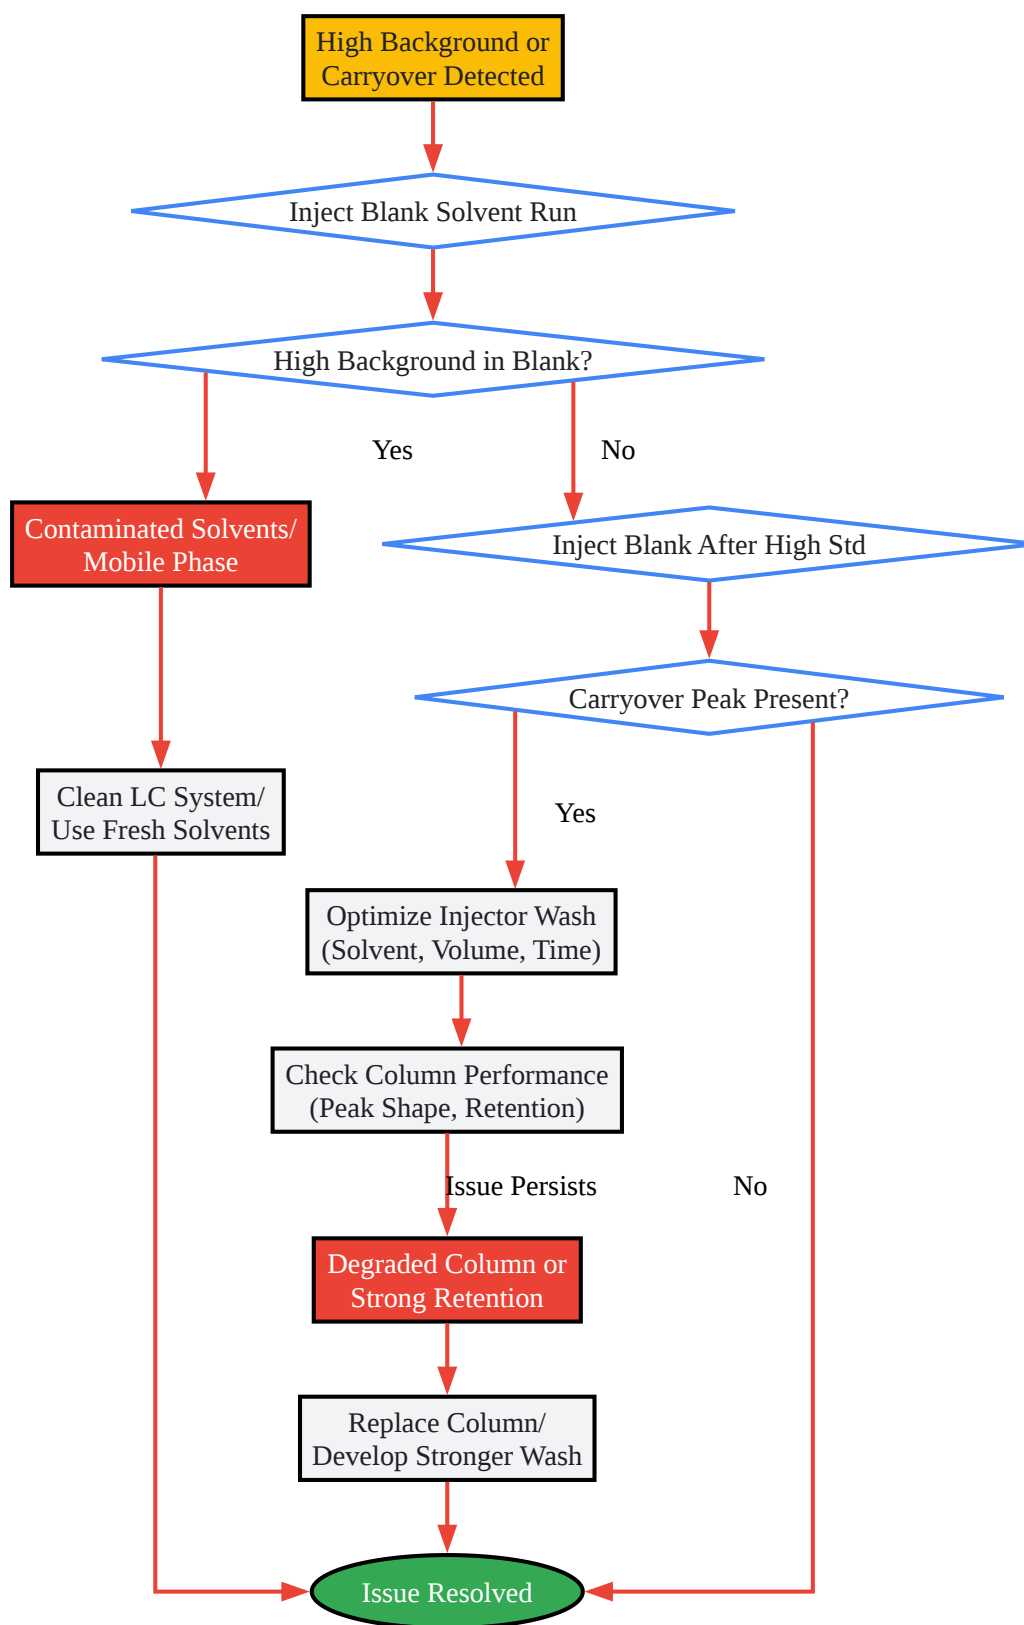 High Background or
Carryover Detected
Inject Blank Solvent Run
High Background in Blank?
Yes
No
Contaminated Solvents/
Mobile Phase
Inject Blank After High Std
Carryover Peak Present?
Clean LC System/
Use Fresh Solvents
Yes
Optimize Injector Wash
(Solvent, Volume, Time)
Check Column Performance
(Peak Shape, Retention)
Issue Persists
No
Degraded Column or
Strong Retention
Replace Column/
Develop Stronger Wash
Issue Resolved